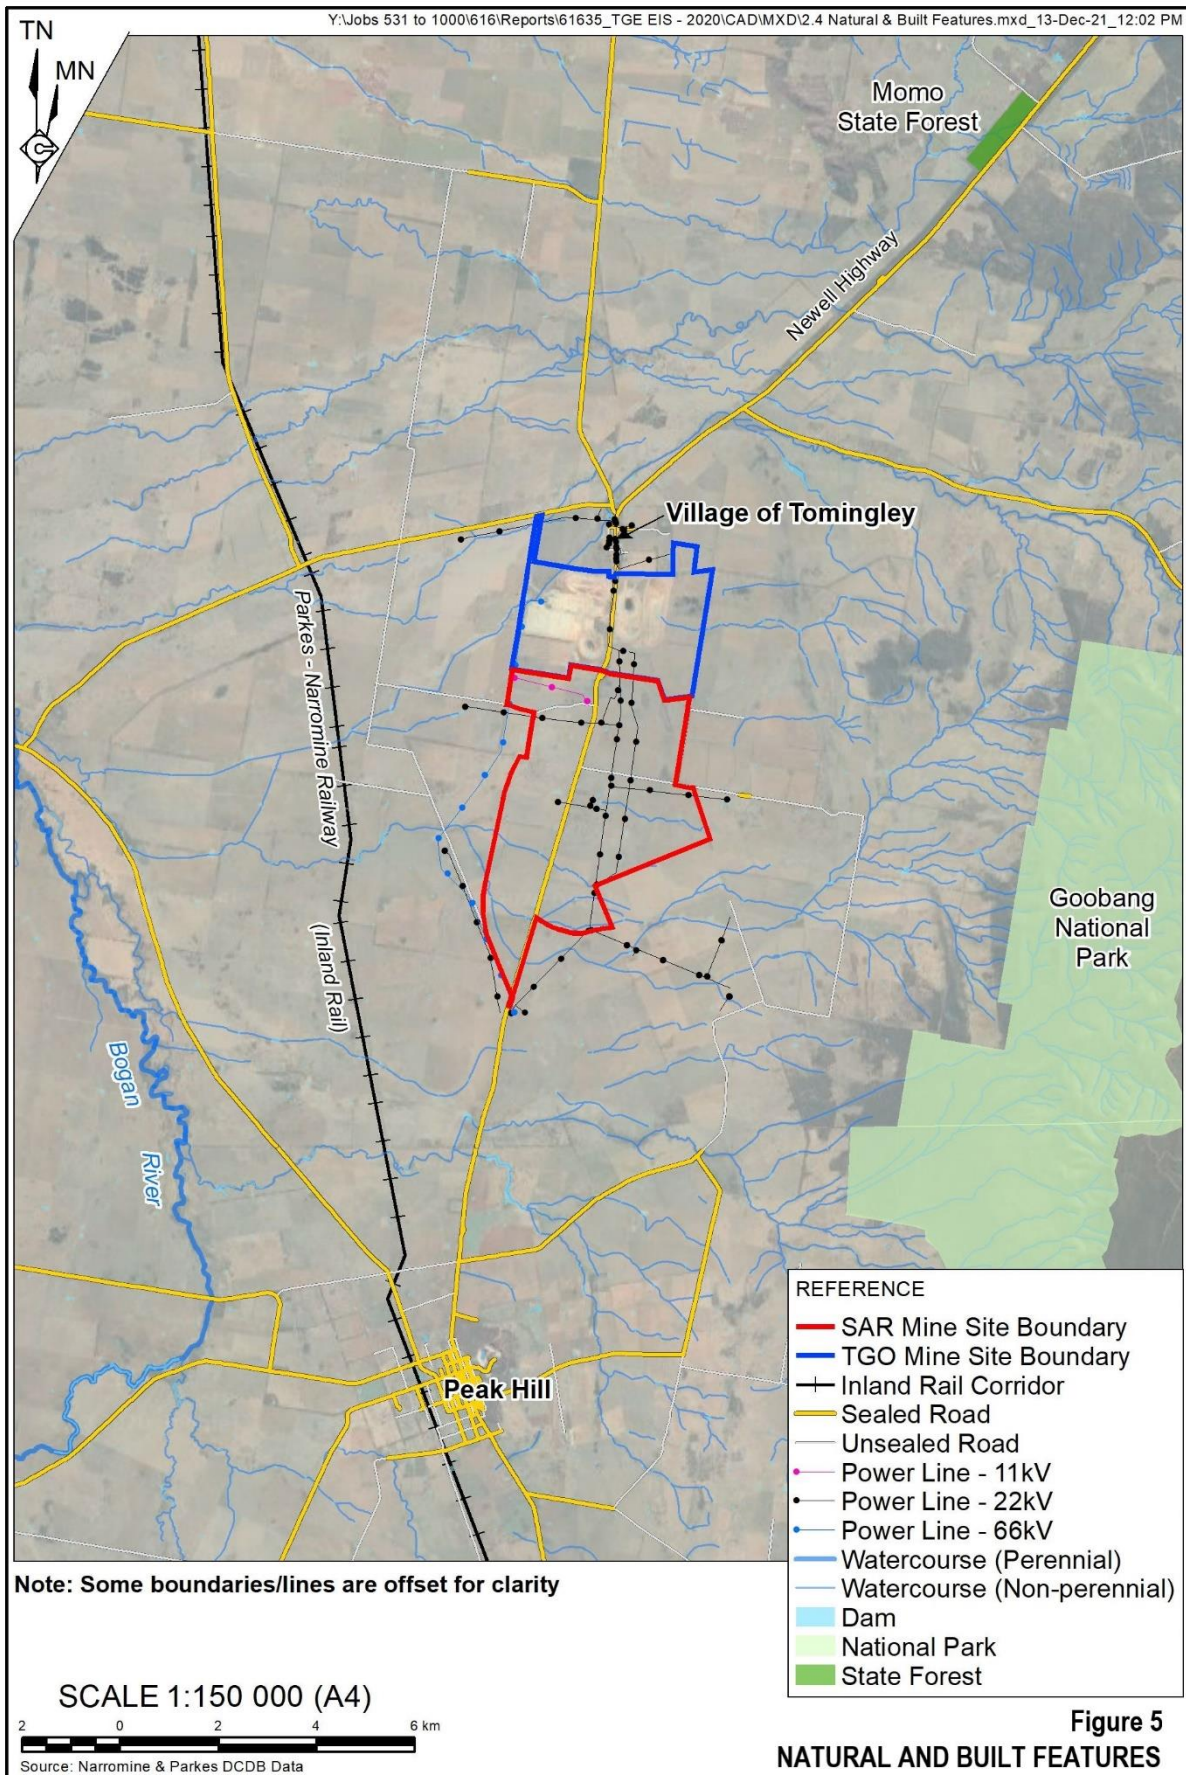 Y:\Jobs 531 to 1000\616\Reports\61635_TGE EIS - 2020\CAD\MXD\2.4 Natural & Built Features.mxd_13-Dec-21_12:02 PM
TN
MN
Momo
State Forest
Newell Highway
Village of Tomingley
Parkes - Narromine Railway
(Inland Rail)
Goobang
National
Park
Bogan
River
Peak Hill
REFERENCE
SAR Mine Site Boundary
TGO Mine Site Boundary
Inland Rail Corridor
Sealed Road
Unsealed Road
Power Line - 11kV
Power Line - 22kV
Power Line - 66kV
Watercourse (Perennial)
Watercourse (Non-perennial)
Dam
National Park
State Forest
Note: Some boundaries/lines are offset for clarity
SCALE 1:150 000 (A4)
2 0 2 4 6 km
Source: Narromine & Parkes DCDB Data
Figure 5
NATURAL AND BUILT FEATURES